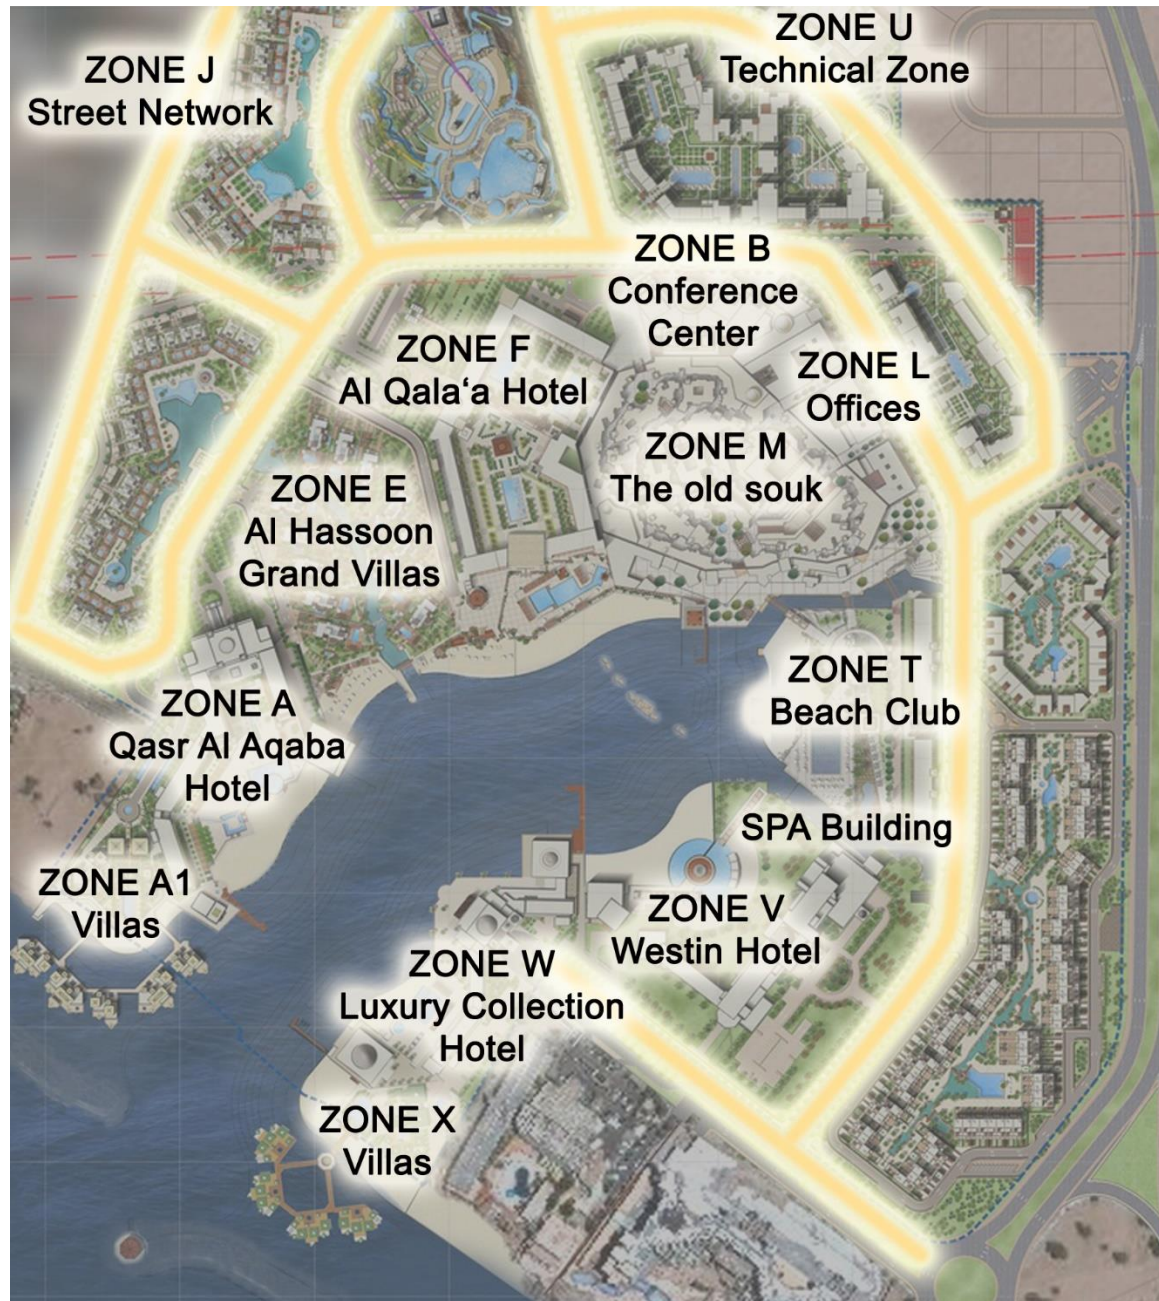 ZONE U
Technical Zone
ZONE J
Street Network
ZONE B
Conference
Center
ZONE F
Al Qala‘a Hotel
ZONE L
Offices
ZONE M
The old souk
ZONE E
Al Hassoon
Grand Villas
ZONE T
Beach Club
ZONE A
Qasr Al Aqaba
Hotel
SPA Building
ZONE A1
Villas
ZONE V
Westin Hotel
ZONE W
Luxury Collection
Hotel
ZONE X
Villas